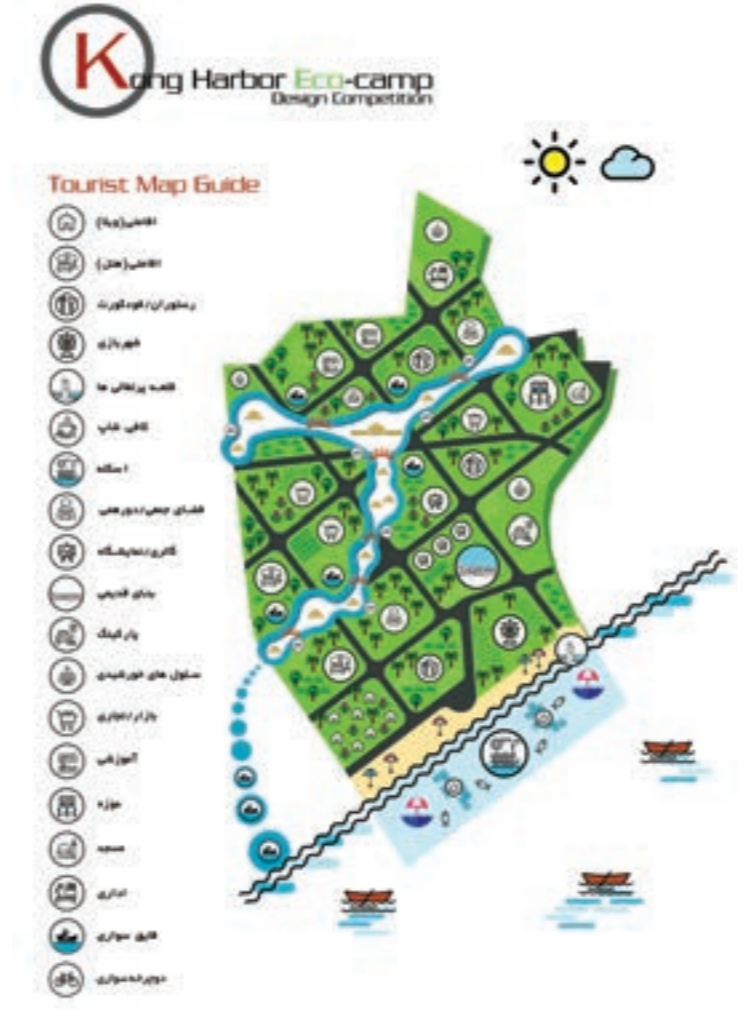 Kong Harbor Eco-camp
Design Competition
Tourist Map Guide
اقامتی(ویلا)
اقامتی(هتل)
رستوران/فودکورت
شهربازی
قلعه پرتغالی ها
کافی شاپ
اسکله
فضای جمعی/دورهمی
گالری/نمایشگاه
بنای قدیمی
پارکینگ
سلول های خورشیدی
بازار/تجاری
آموزشی
موزه
مسجد
اداری
قایق سواری
دوچرخه‌سواری